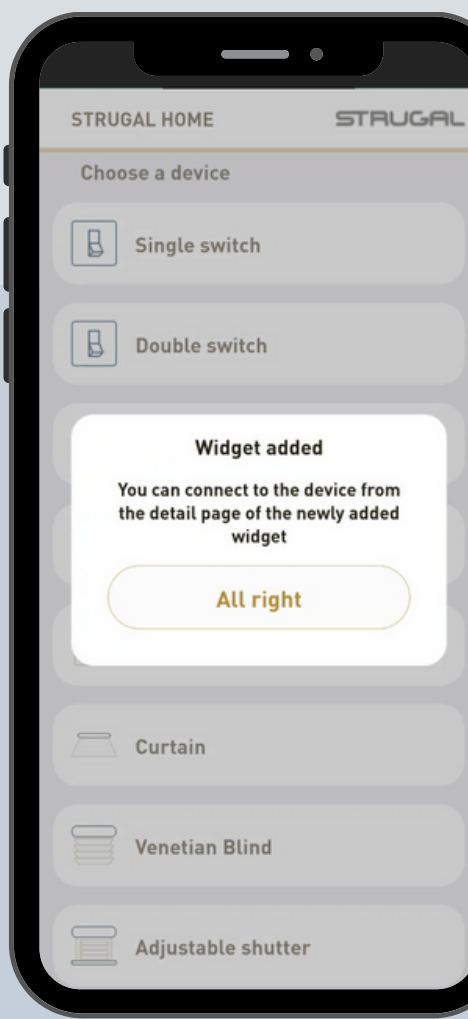 STRUGAL HOME
STRUGAL
Choose a device
Single switch
Double switch
Widget added
You can connect to the device from
the detail page of the newly added
widget
All right
Curtain
Venetian Blind
Adjustable shutter